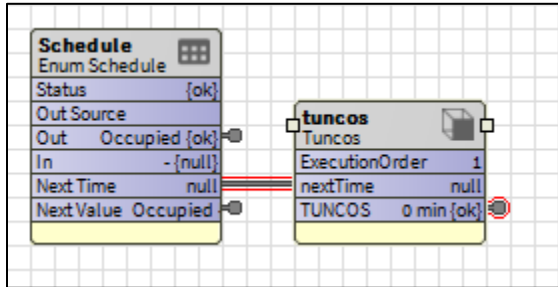 Schedule
Enum Schedule
Status {ok}
Out Source
Out Occupied {ok}
In - {null}
Next Time null
Next Value Occupied
tuncos
Tuncos
ExecutionOrder 1
nextTime null
TUNCOS 0 min {ok}